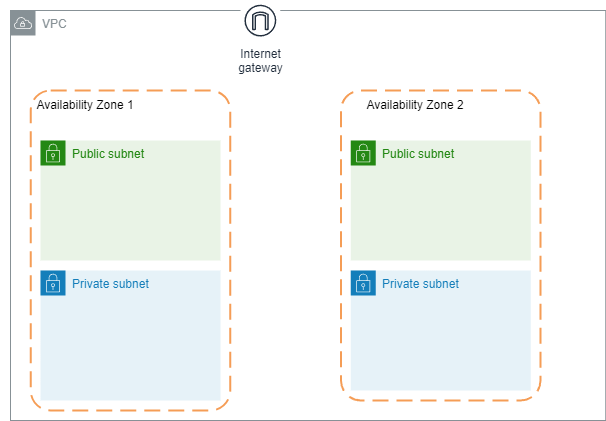 VPC
Internet
gateway
Availability Zone 1
Availability Zone 2
Public subnet
Public subnet
Private subnet
Private subnet